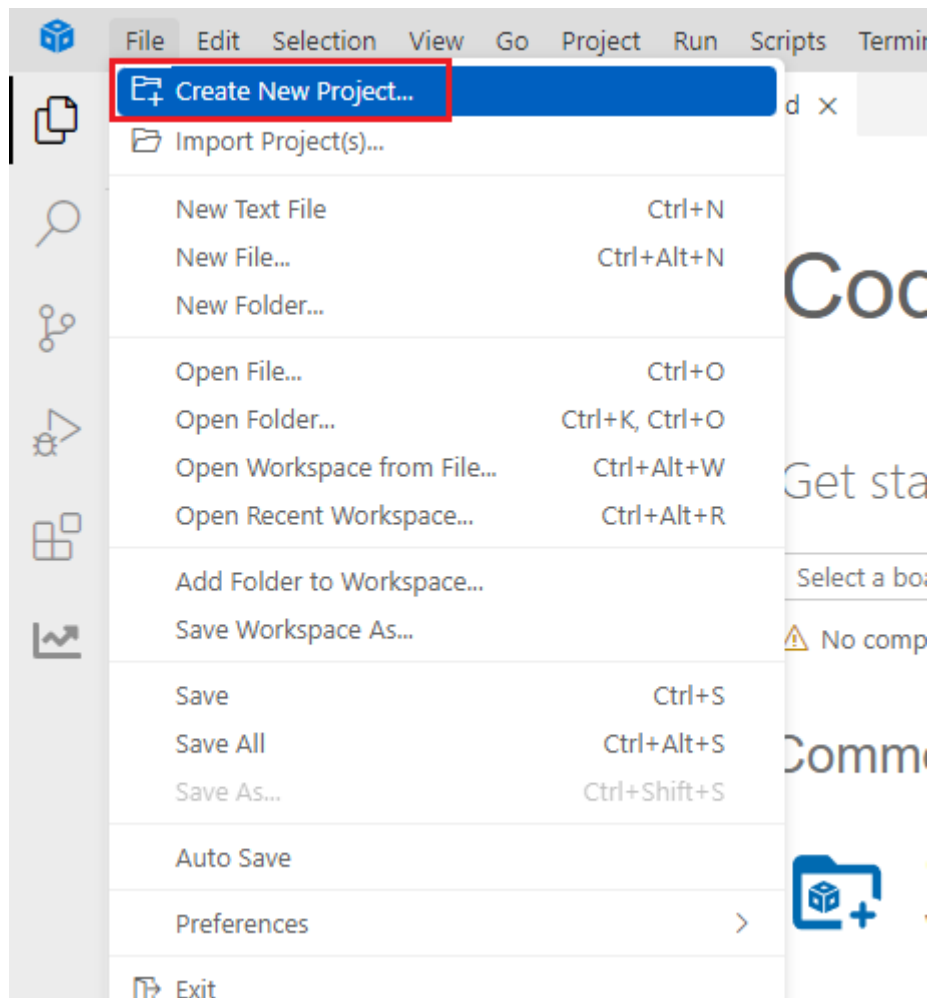 File Edit Selection View Go Project Run Scripts
Create New Project...
d
Import Project(s)...
New Text File Ctrl+N
New File... Ctrl+Alt+N
New Folder...
Open File... Ctrl+O
Open Folder... Ctrl+K, Ctrl+O
Get
Open Workspace from File... Ctrl+Alt+W
Open Recent Workspace... Ctrl+Alt+R
Add Folder to Workspace...
Select a
Save Workspace As...
No
Save Ctrl+S
Save All Ctrl+Alt+S
Save As... Ctrl+Shift+S
Auto Save
Preferences
Exit